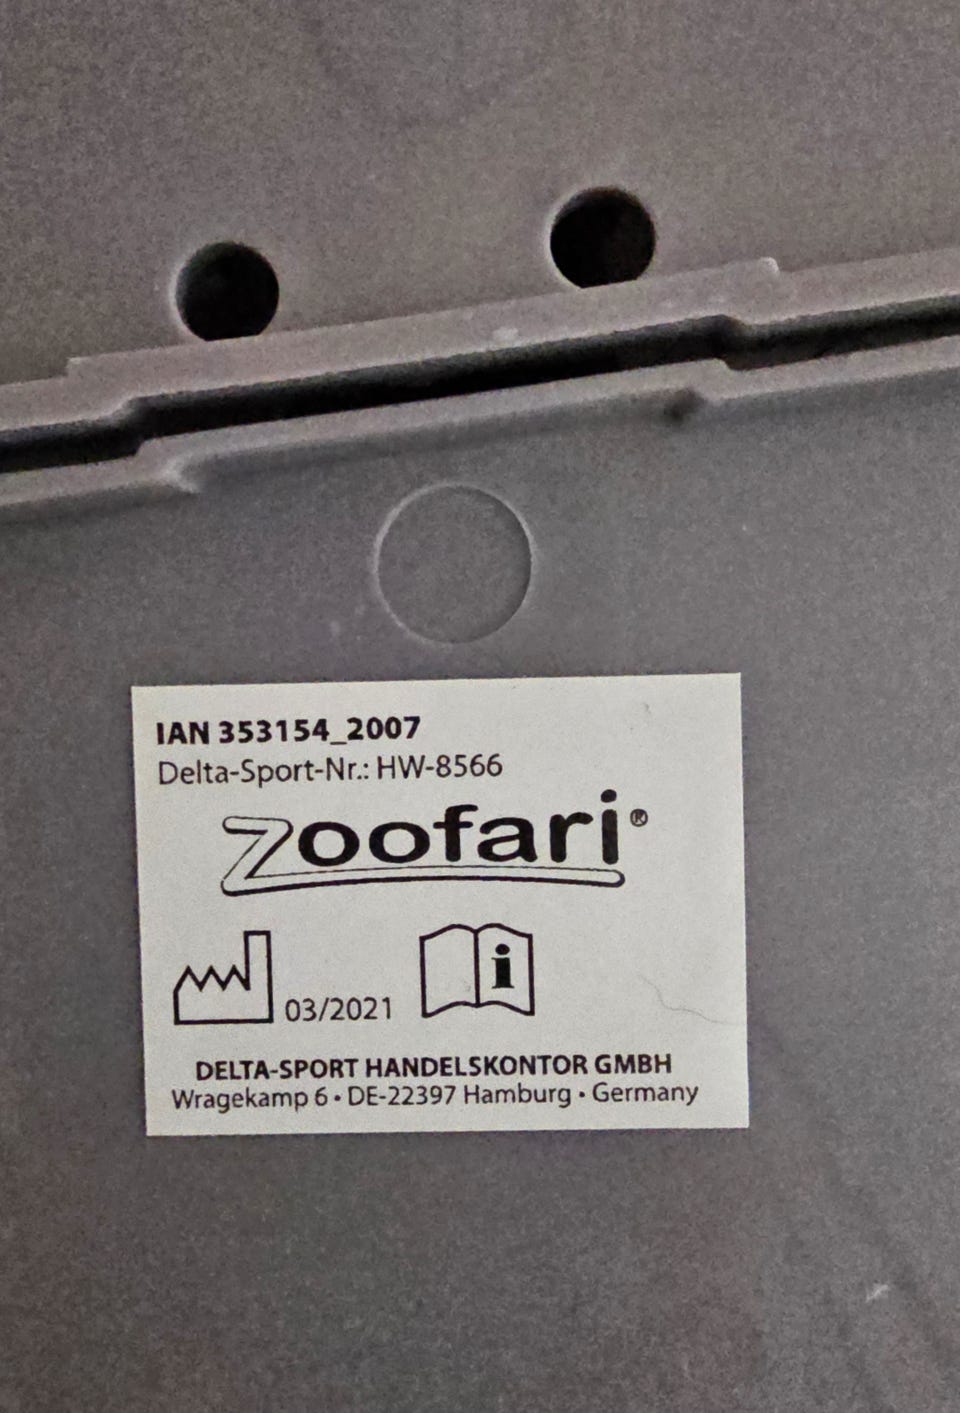 IAN 353154_2007
Delta-Sport-Nr.: HW-8566
zoofari®
03/2021
i
DELTA-SPORT HANDELSKONTOR GMBH
Wragekamp 6 • DE-22397 Hamburg • Germany